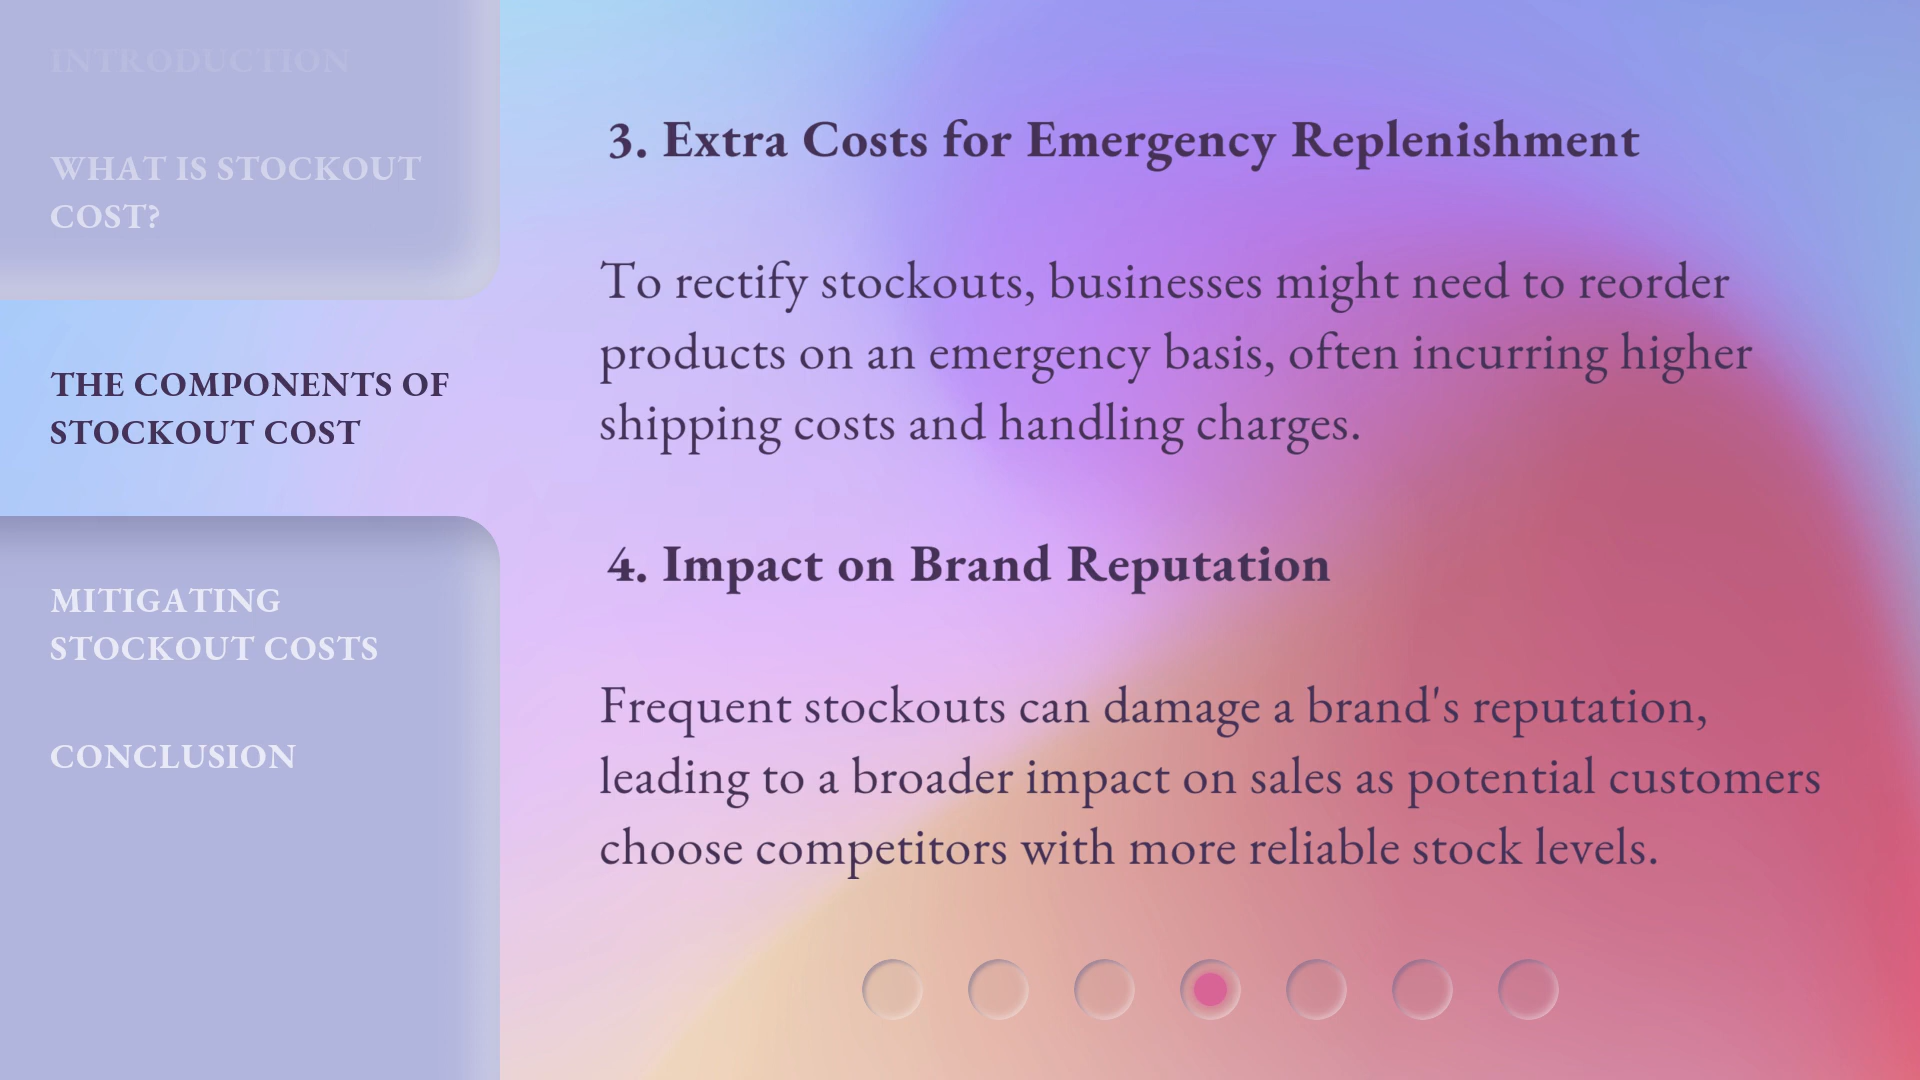 INTRODUCTION
WHAT IS STOCKOUT
COST?
THE COMPONENTS OF
STOCKOUT COST
MITIGATING
STOCKOUT COSTS
CONCLUSION
3. Extra Costs for Emergency Replenishment
To rectify stockouts, businesses might need to reorder
products on an emergency basis, often incurring higher
shipping costs and handling charges.
4. Impact on Brand Reputation
Frequent stockouts can damage a brand's reputation,
leading to a broader impact on sales as potential customers
choose competitors with more reliable stock levels.